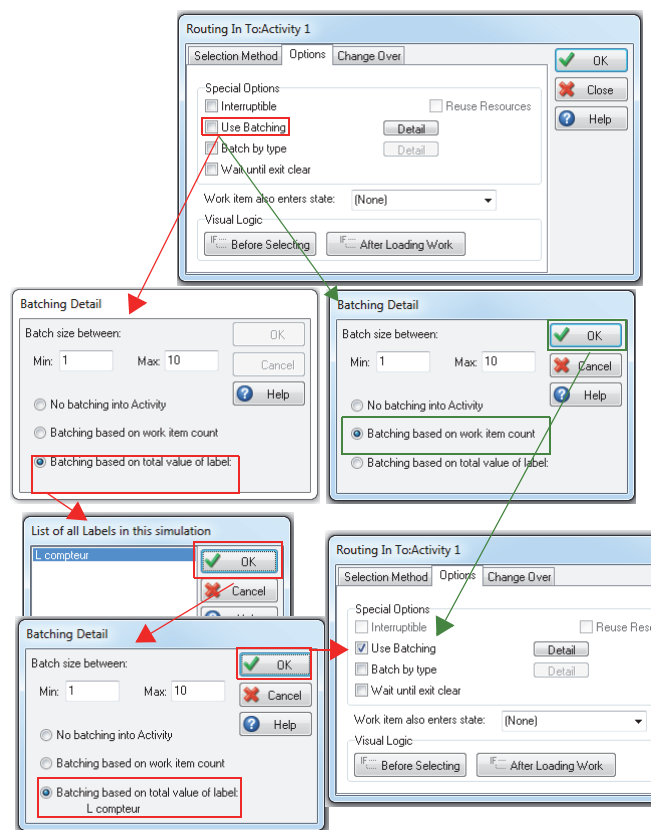 Routing In To:Activity 1
Selection Method Options Change Over
OK
Special Options
Close
Interruptible Reuse Resources
Use Batching Detail
Help
Batch by type Detail
Wait until exit clear
Work item also enters state: (None)
Visual Logic
IF Before Selecting IF After Loading Work
Batching Detail
Batch size between:
OK
Min: 1 Max: 10
Cancel
Help
No batching into Activity
Batching based on work item count
Batching based on total value of label:
Batching Detail
Batch size between:
OK
Min: 1 Max: 10
Cancel
Help
No batching into Activity
Batching based on work item count
Batching based on total value of label:
List of all Labels in this simulation
L compteur
OK
Cancel
Batching Detail
Batch size between:
OK
Min: 1 Max: 10
Cancel
Help
No batching into Activity
Batching based on work item count
Batching based on total value of label:
L compteur
Routing In To:Activity 1
Selection Method Options Change Over
Special Options
Interruptible Reuse Reso
Use Batching Detail
Batch by type Detail
Wait until exit clear
Work item also enters state: (None)
Visual Logic
IF Before Selecting IF After Loading Work